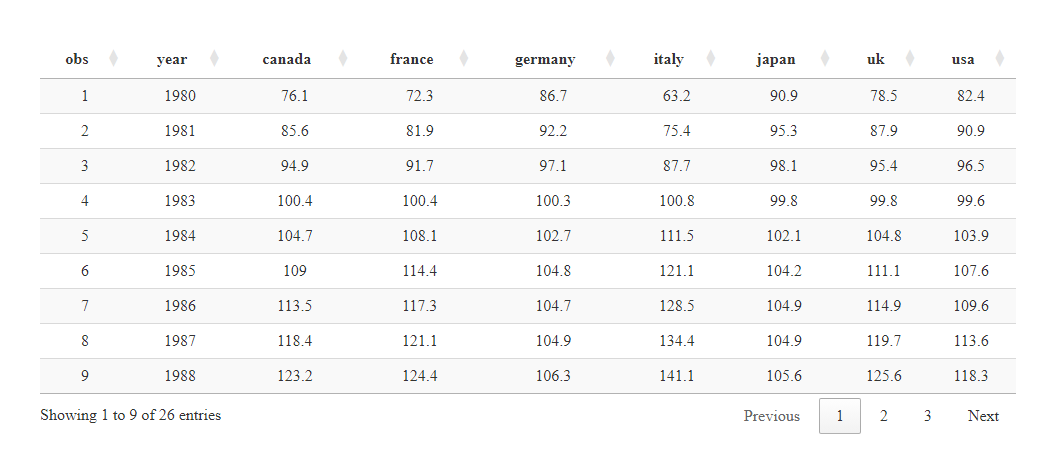 obs year canada france germany italy japan uk usa
1 1980 76.1 72.3 86.7 63.2 90.9 78.5 82.4
2 1981 85.6 81.9 92.2 75.4 95.3 87.9 90.9
3 1982 94.9 91.7 97.1 87.7 98.1 95.4 96.5
4 1983 100.4 100.4 100.3 100.8 99.8 99.8 99.6
5 1984 104.7 108.1 102.7 111.5 102.1 104.8 103.9
6 1985 109 114.4 104.8 121.1 104.2 111.1 107.6
7 1986 113.5 117.3 104.7 128.5 104.9 114.9 109.6
8 1987 118.4 121.1 104.9 134.4 104.9 119.7 113.6
9 1988 123.2 124.4 106.3 141.1 105.6 125.6 118.3
Showing 1 to 9 of 26 entries Previous 1 2 3 Next